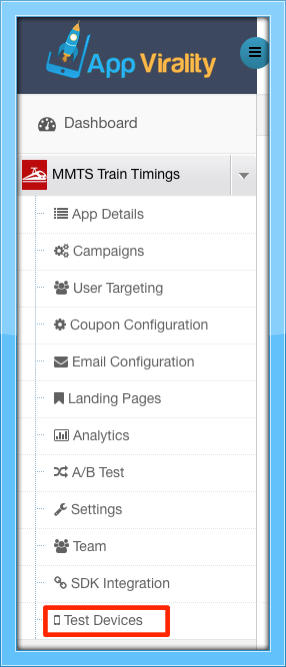 App Virality
Dashboard
MMTS Train Timings
App Details
Campaigns
User Targeting
Coupon Configuration
Email Configuration
Landing Pages
Analytics
A/B Test
Settings
Team
SDK Integration
Test Devices